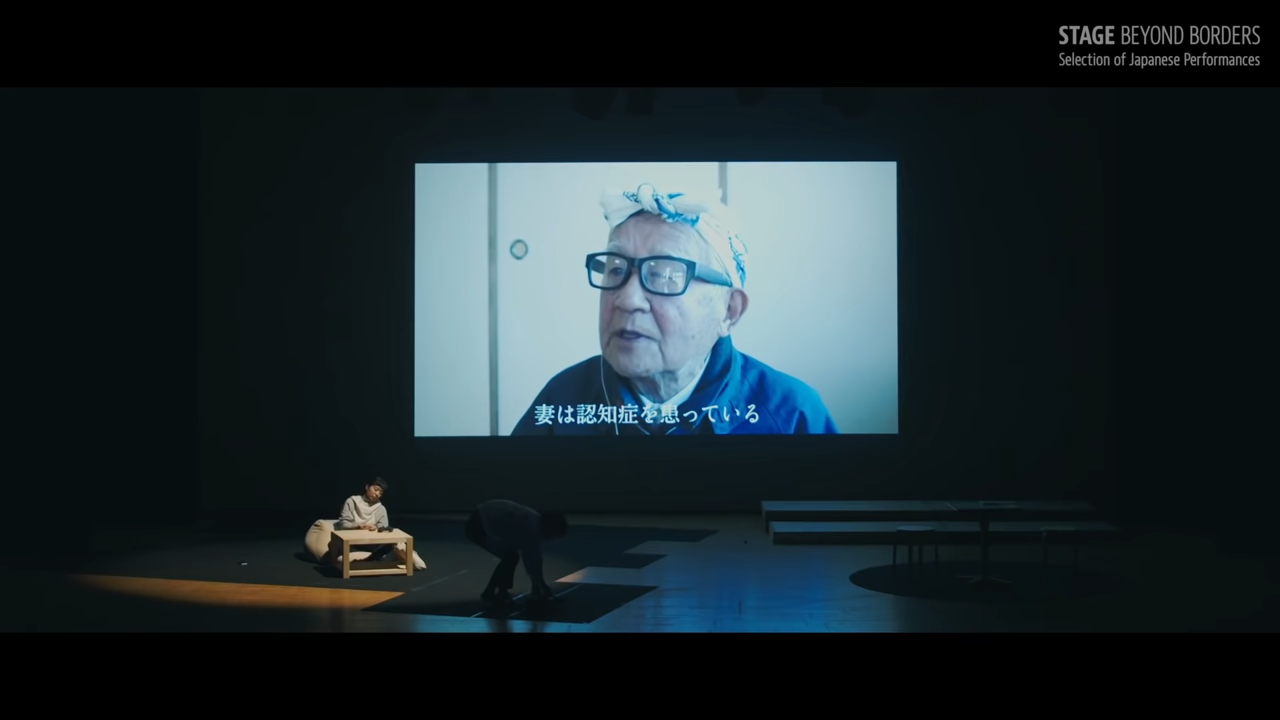 STAGE BEYOND BORDERS
Selection of Japanese Performances
妻は認知症を患っている